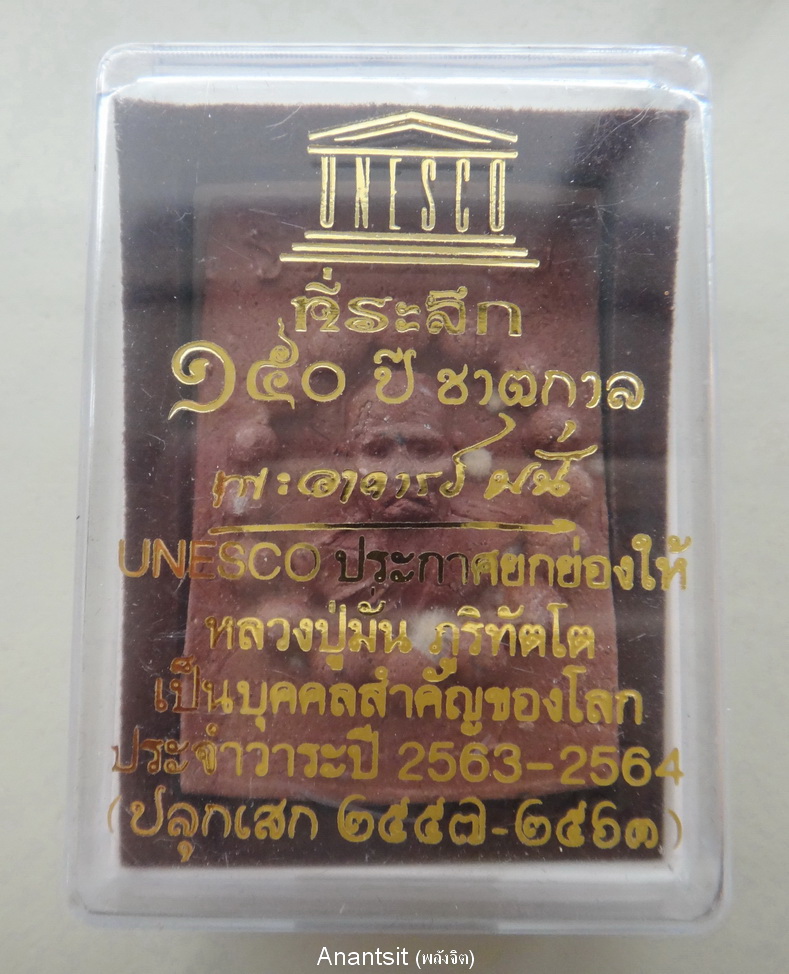 UNESCO
ที่ระลึก
๑๕๐ ปี ชาตกาล
พระอาจารย์ มั่น
UNESCO ประกาศยกย่องให้
หลวงปู่มั่น ภูริทัตโต
เป็นบุคคลสำคัญของโลก
ประจำวาระปี 2563-2564
(ปลุกเสก ๒๕๕๗-๒๕๖๓)
Anantsit (พลังจิต)